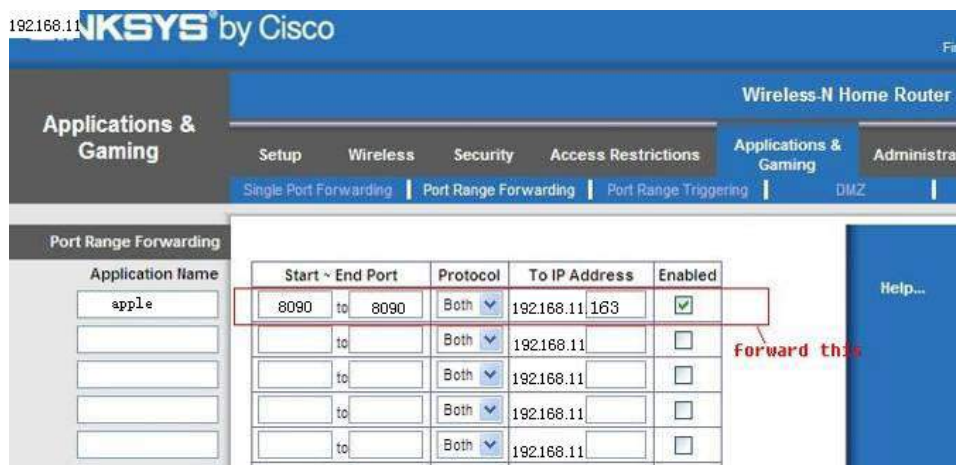 192.168.11
LINKSYS® by Cisco
Wireless-N Home Router
Applications &
Gaming
Setup Wireless Security Access Restrictions Applications & Gaming
Single Port Forwarding Port Range Forwarding Port Range Triggering DMZ
Port Range Forwarding
Application Name Start ~ End Port Protocol To IP Address Enabled
Help...
apple 8090 to 8090 Both 192.168.11.163
to Both 192.168.11
forward this
to Both 192.168.11
to Both 192.168.11
to Both 192.168.11